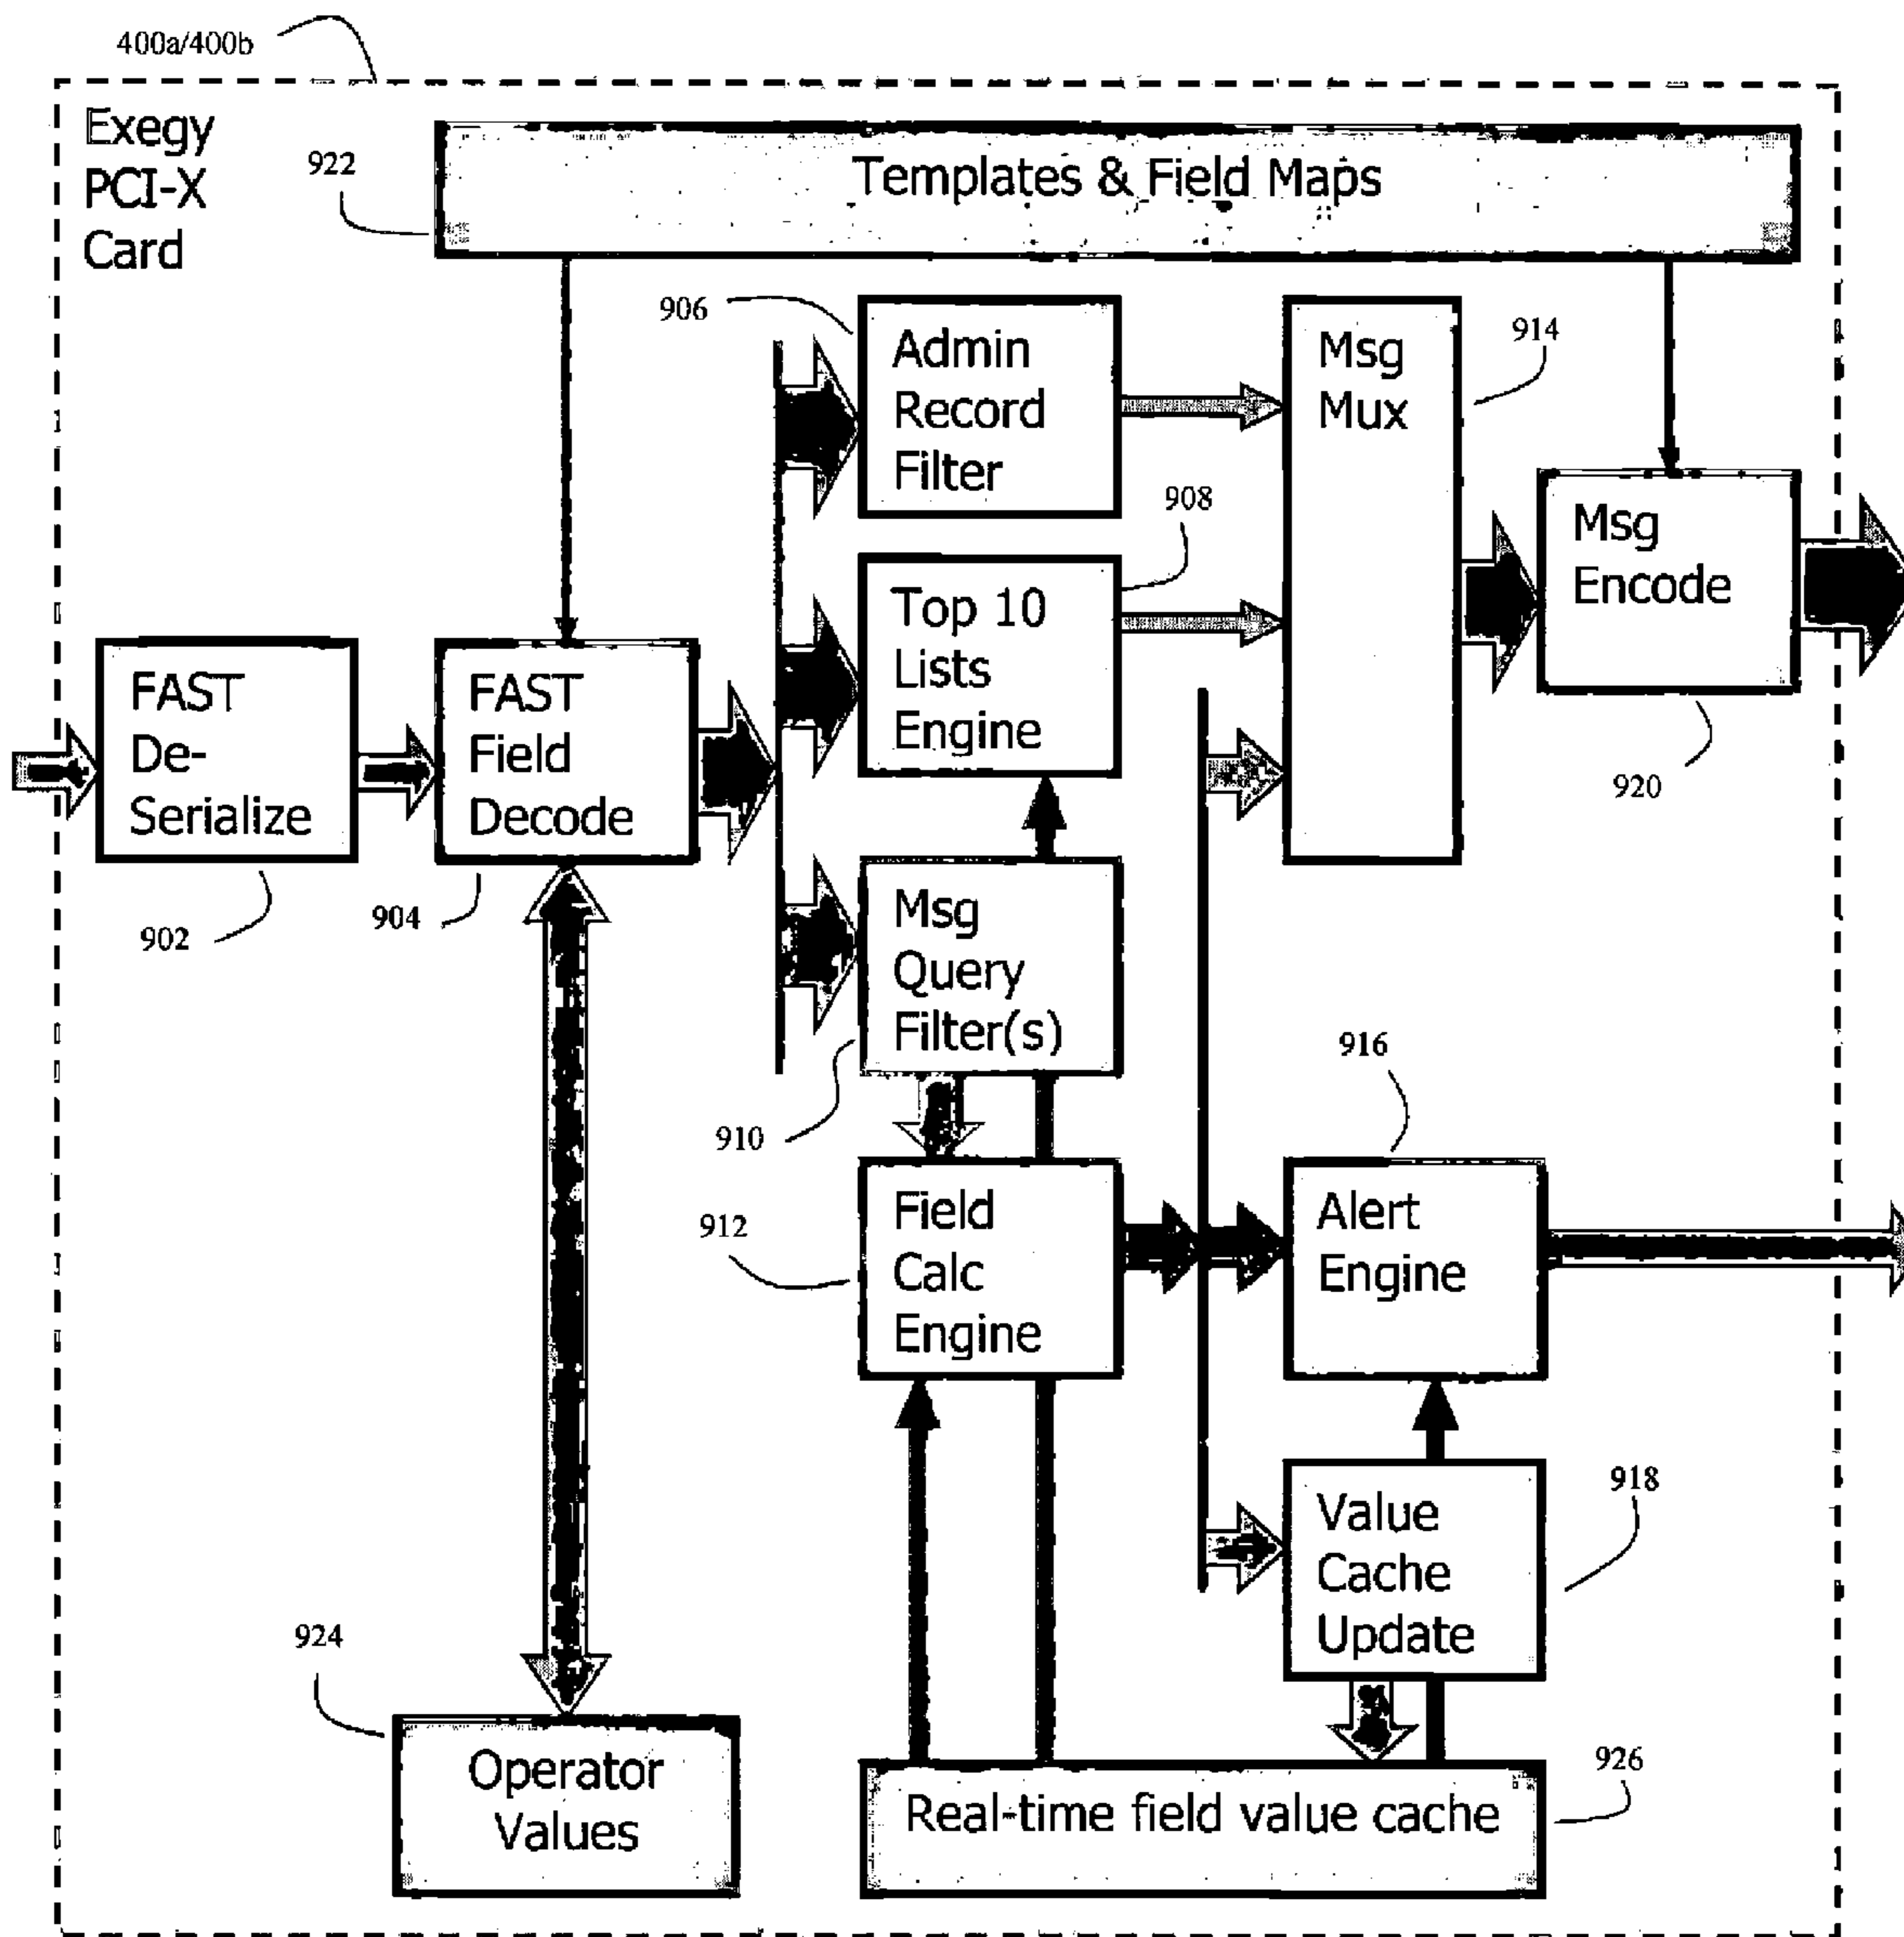 400a/400b
Exegy
PCI-X
Card
922
Templates & Field Maps
906
Admin
Record
Filter
Msg
Mux
914
908
Top 10
Lists
Engine
Msg
Encode
920
FAST
De-
Serialize
902
FAST
Field
Decode
904
Msg
Query
Filter(s)
910
916
912
Field
Calc
Engine
Alert
Engine
918
Value
Cache
Update
924
Operator
Values
926
Real-time field value cache